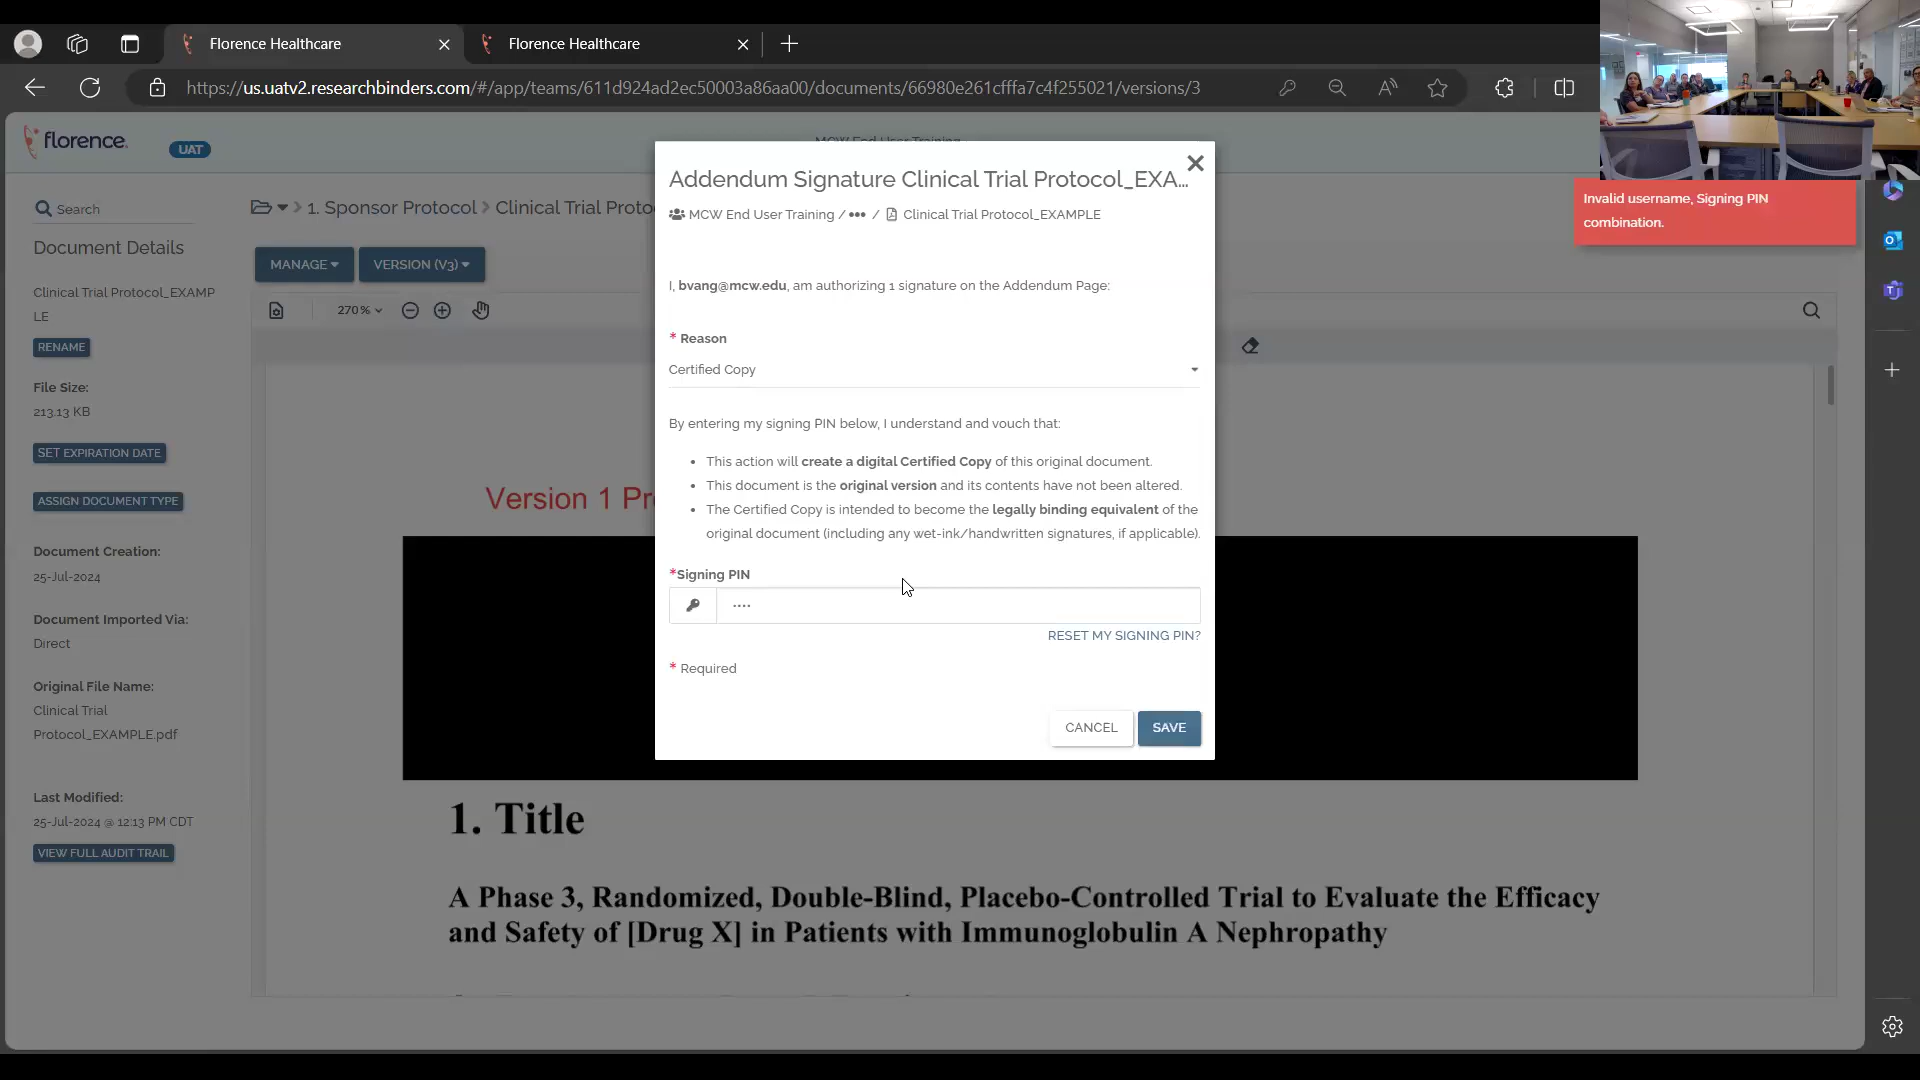 Florence Healthcare
Florence Healthcare
https://us.uatv2.researchbinders.com/#/app/teams/611d924ad2ec50003a86aa00/documents/66980e261cfffa7c4f255021/versions/3
florence.
UAT
MCW End User Training
Invalid username, Signing PIN
combination.
Search
1. Sponsor Protocol > Clinical Trial Proto
Document Details
MANAGE
VERSION (V3)
Clinical Trial Protocol_EXAMP
LE
RENAME
270%
File Size:
213.13 KB
SET EXPIRATION DATE
ASSIGN DOCUMENT TYPE
Document Creation:
25-Jul-2024
Document Imported Via:
Direct
Original File Name:
Clinical Trial
Protocol_EXAMPLE.pdf
Last Modified:
25-Jul-2024 @ 12:13 PM CDT
VIEW FULL AUDIT TRAIL
Addendum Signature Clinical Trial Protocol_EXA...
MCW End User Training / ••• / Clinical Trial Protocol_EXAMPLE
I, bvang@mcw.edu, am authorizing 1 signature on the Addendum Page:
* Reason
Certified Copy
By entering my signing PIN below, I understand and vouch that:
• This action will create a digital Certified Copy of this original document.
• This document is the original version and its contents have not been altered.
• The Certified Copy is intended to become the legally binding equivalent of the
original document (including any wet-ink/handwritten signatures, if applicable).
*Signing PIN
••••
RESET MY SIGNING PIN?
* Required
CANCEL
SAVE
Version 1 Pr
1. Title
A Phase 3, Randomized, Double-Blind, Placebo-Controlled Trial to Evaluate the Efficacy
and Safety of [Drug X] in Patients with Immunoglobulin A Nephropathy